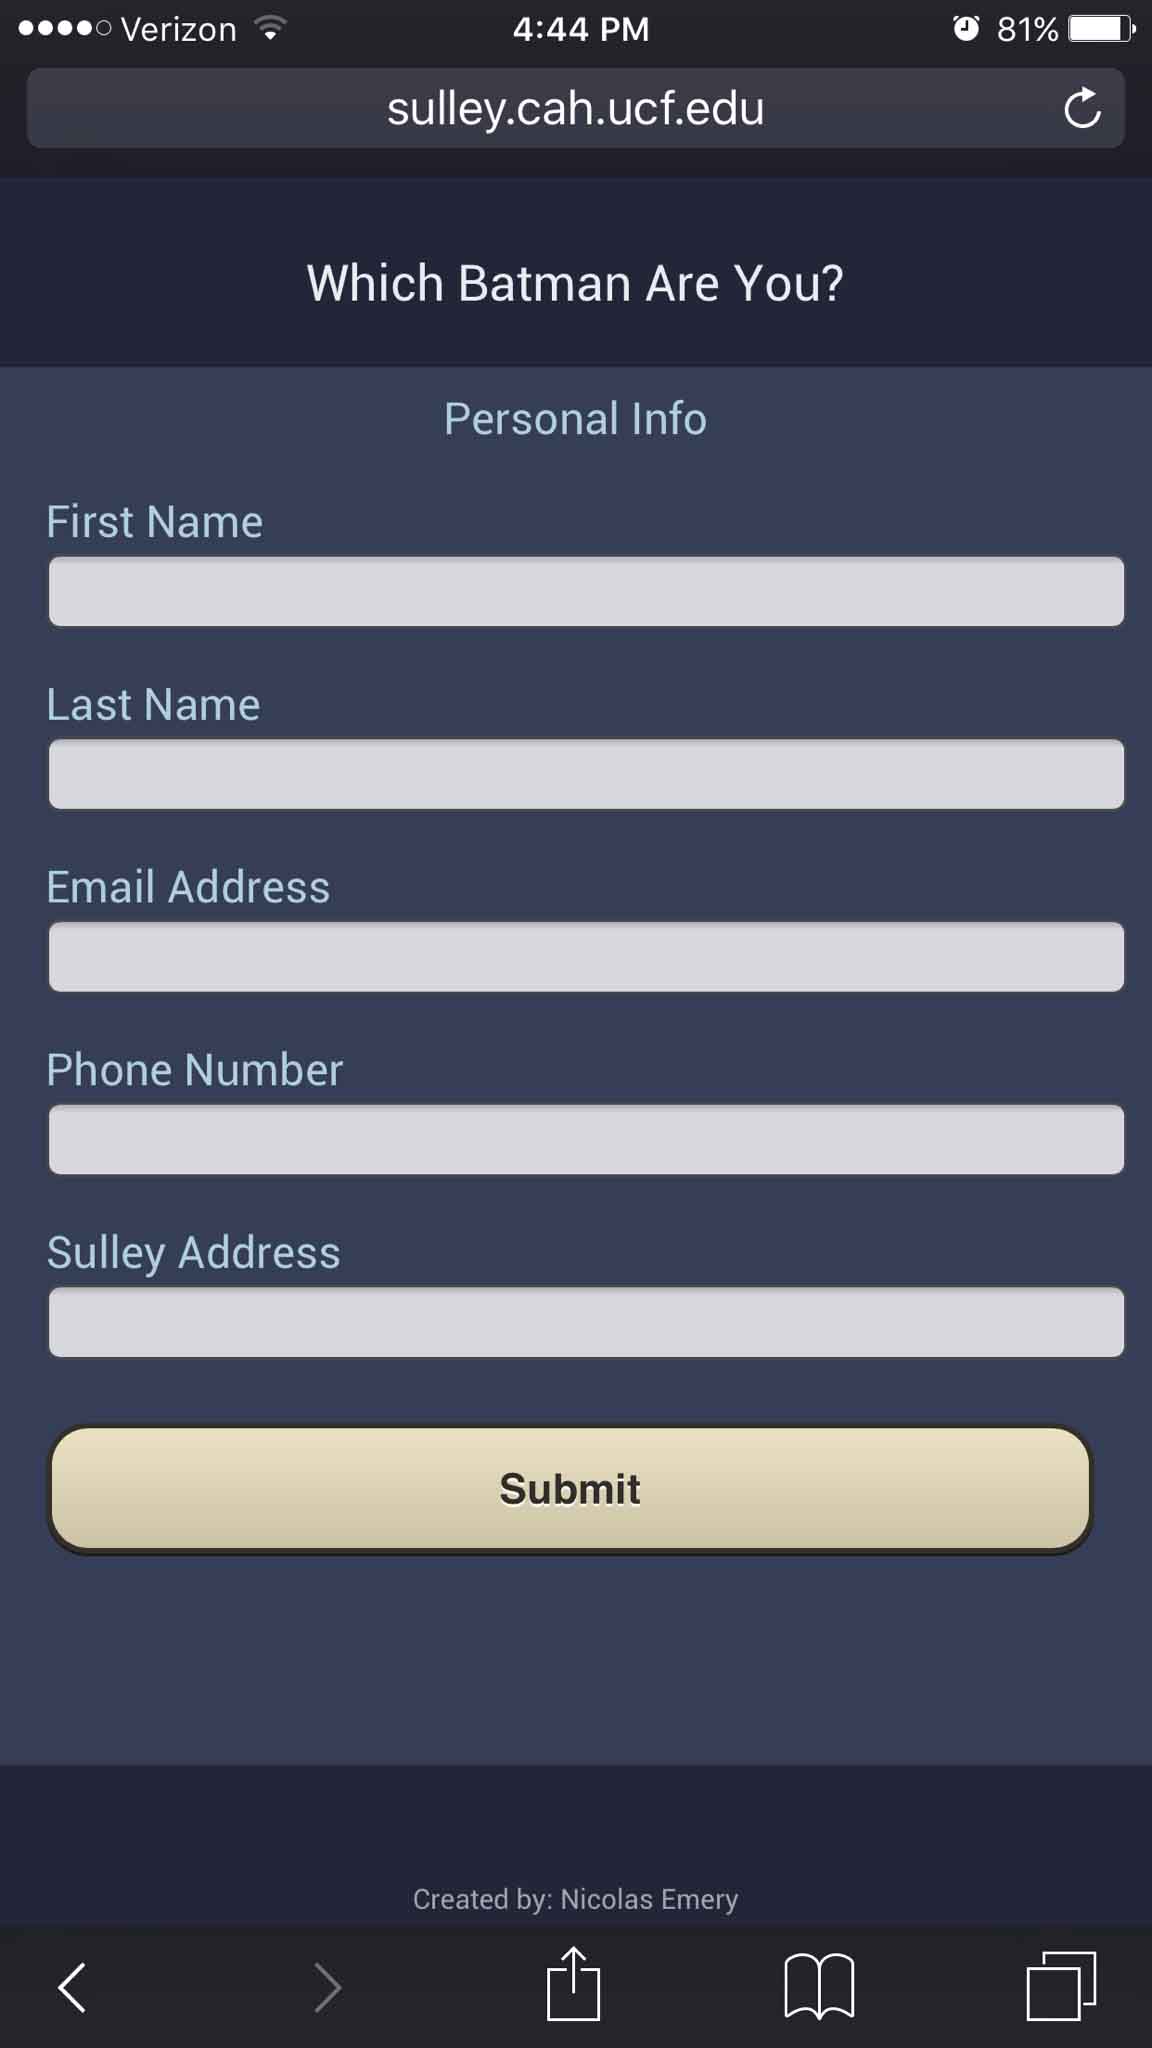 Verizon 4:44 PM 81%
sulley.cah.ucf.edu
Which Batman Are You?
Personal Info
First Name
Last Name
Email Address
Phone Number
Sulley Address
Submit
Created by: Nicolas Emery